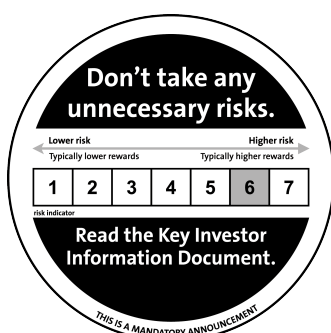 Don't take any
unnecessary risks.
Lower risk Higher risk
Typically lower rewards Typically higher rewards
1 2 3 4 5 6 7
risk indicator
Read the Key Investor
Information Document.
THIS IS A MANDATORY ANNOUNCEMENT